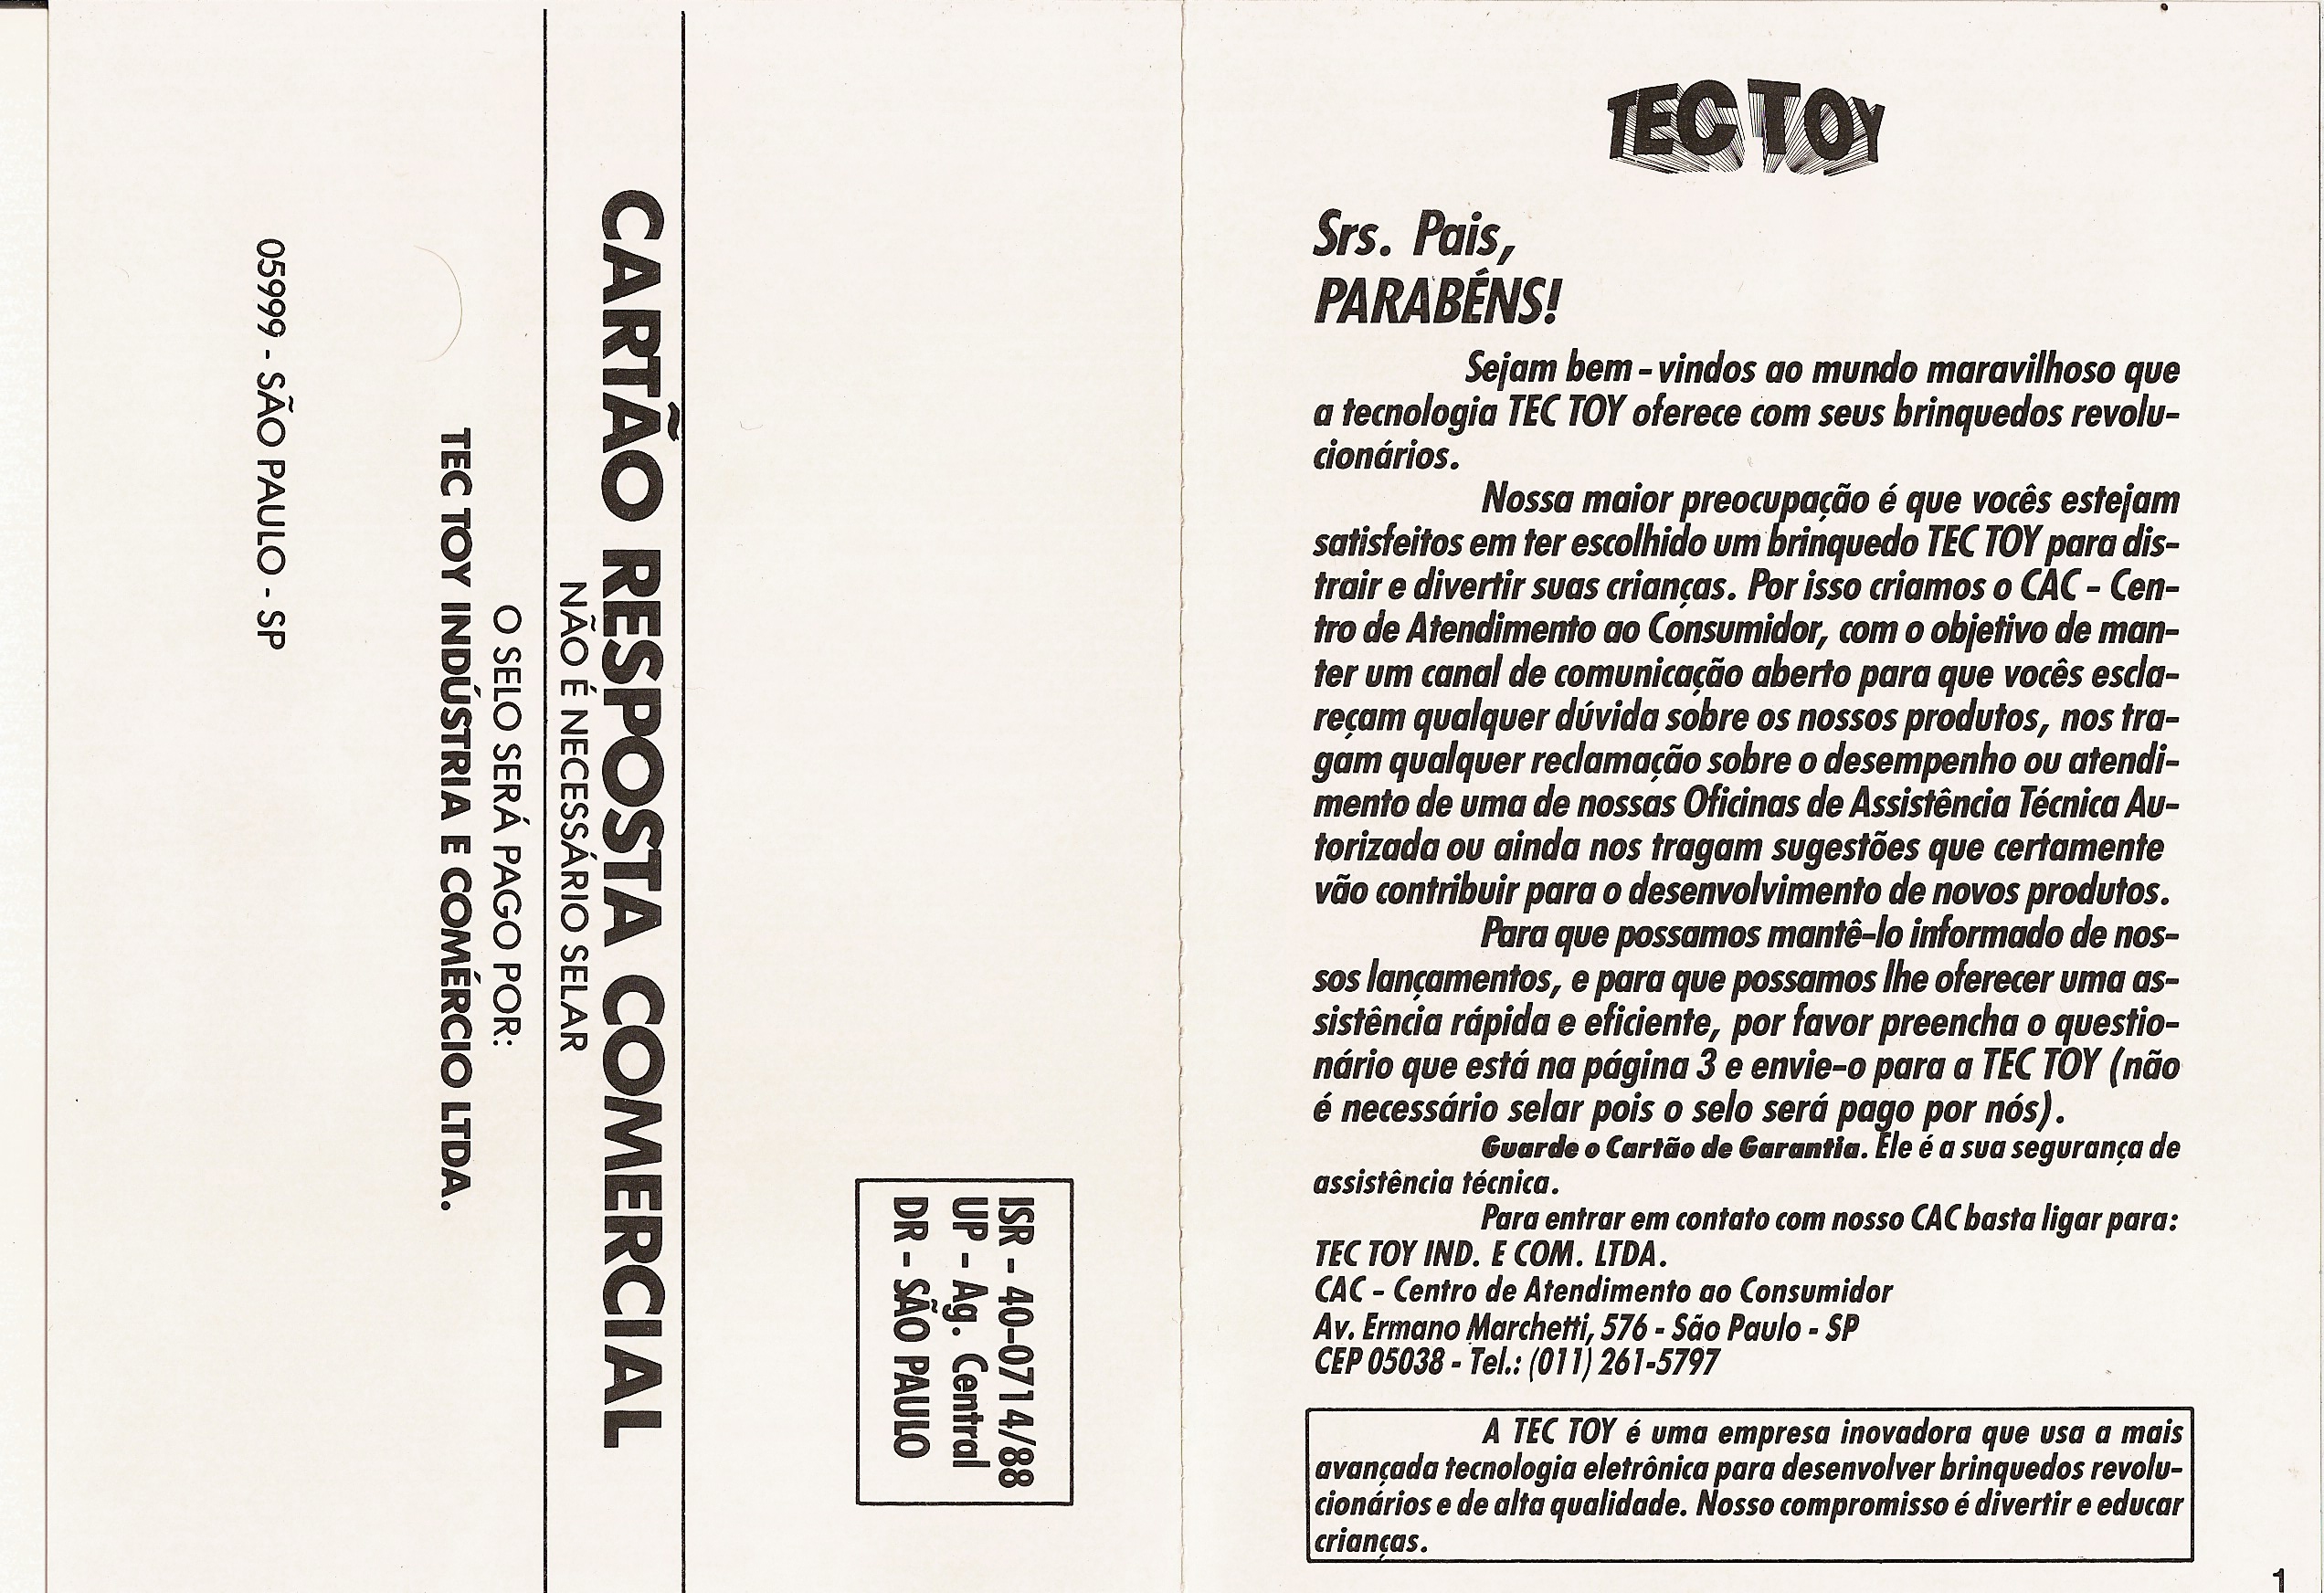 ISR - 40-0714/88
UP - Ag. Central
DR - SÃO PAULO
CARTÃO RESPOSTA COMERCIAL
NÃO É NECESSÁRIO SELAR
O SELO SERÁ PAGO POR:
TEC TOY INDÚSTRIA E COMÉRCIO LTDA.
05999 - SÃO PAULO - SP
TEC TOY
Srs. Pais,
PARABÉNS!
Sejam bem-vindos ao mundo maravilhoso que
a tecnologia TEC TOY oferece com seus brinquedos revolu-
cionários.
Nossa maior preocupação é que vocês estejam
satisfeitos em ter escolhido um brinquedo TEC TOY para dis-
trair e divertir suas crianças. Por isso criamos o CAC - Cen-
tro de Atendimento ao Consumidor, com o objetivo de man-
ter um canal de comunicação aberto para que vocês escla-
reçam qualquer dúvida sobre os nossos produtos, nos tra-
gam qualquer reclamação sobre o desempenho ou atendi-
mento de uma de nossas Oficinas de Assistência Técnica Au-
torizada ou ainda nos tragam sugestões que certamente
vão contribuir para o desenvolvimento de novos produtos.
Para que possamos mantê-lo informado de nos-
sos lançamentos, e para que possamos lhe oferecer uma as-
sistência rápida e eficiente, por favor preencha o questio-
nário que está na página 3 e envie-o para a TEC TOY (não
é necessário selar pois o selo será pago por nós).
Guarde o Cartão de Garantia. Ele é a sua segurança de
assistência técnica.
Para entrar em contato com nosso CAC basta ligar para:
TEC TOY IND. E COM. LTDA.
CAC - Centro de Atendimento ao Consumidor
Av. Ermano Marchetti, 576 - São Paulo - SP
CEP 05038 - Tel.: (011) 261-5797
A TEC TOY é uma empresa inovadora que usa a mais
avançada tecnologia eletrônica para desenvolver brinquedos revolu-
cionários e de alta qualidade. Nosso compromisso é divertir e educar
crianças.
1